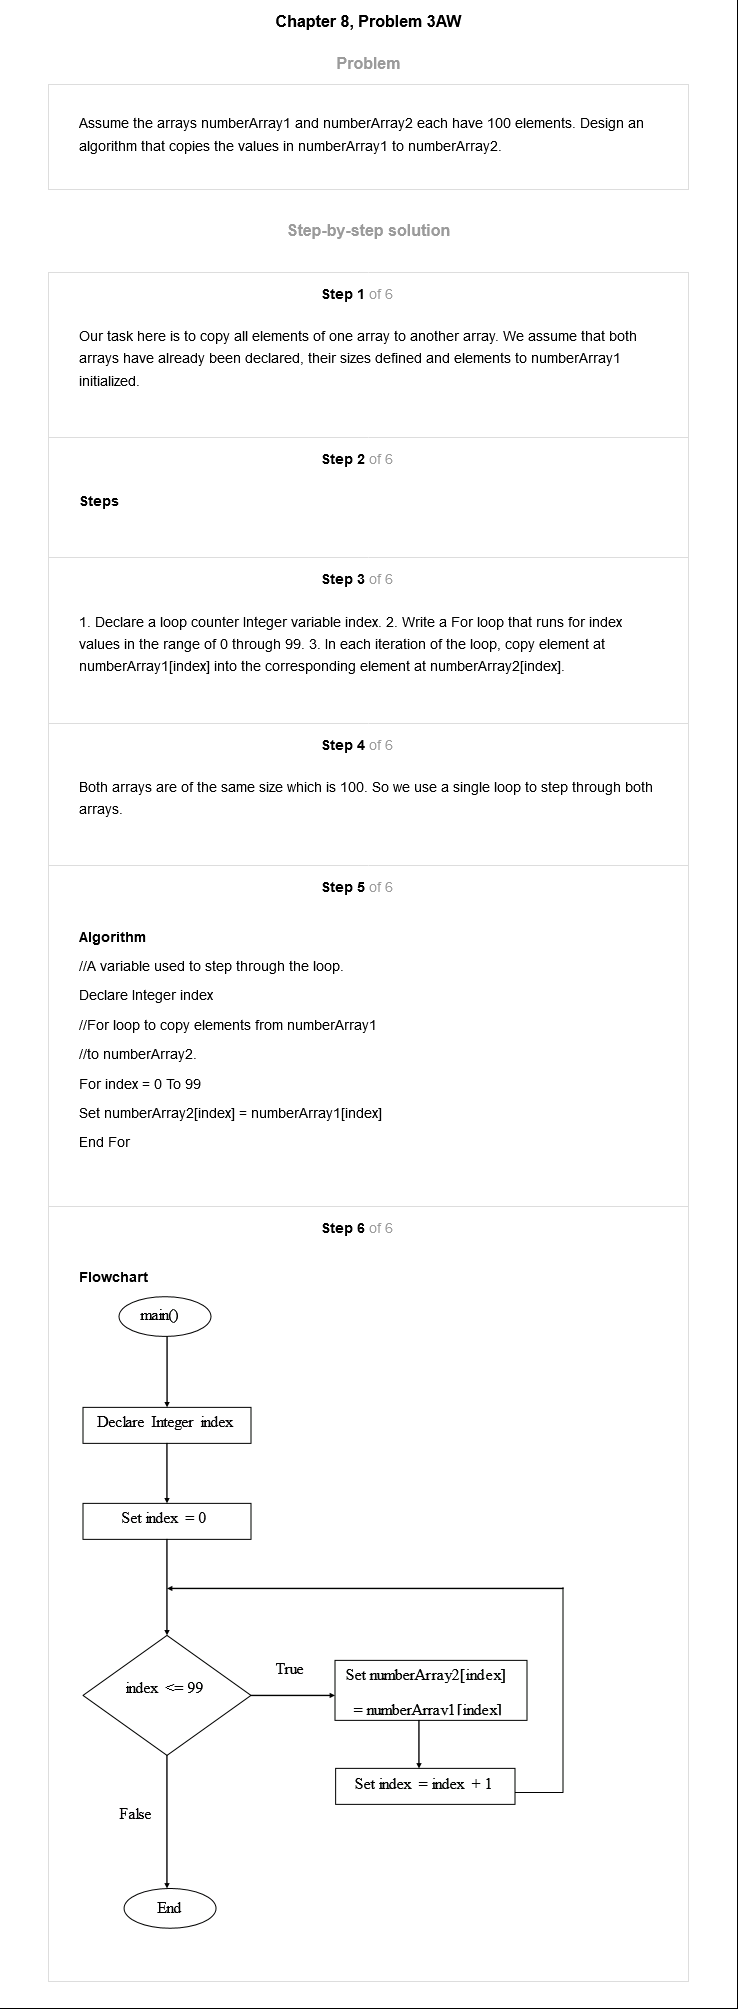 Chapter 8, Problem 3AW
Problem
Assume the arrays numberArray1 and numberArray2 each have 100 elements. Design an
algorithm that copies the values in numberArray1 to numberArray2.
Step-by-step solution
Step 1 of 6
Our task here is to copy all elements of one array to another array. We assume that both
arrays have already been declared, their sizes defined and elements to numberArray1
initialized.
Step 2 of 6
Steps
Step 3 of 6
1. Declare a loop counter Integer variable index. 2. Write a For loop that runs for index
values in the range of 0 through 99. 3. In each iteration of the loop, copy element at
numberArray1[index] into the corresponding element at numberArray2[index].
Step 4 of 6
Both arrays are of the same size which is 100. So we use a single loop to step through both
arrays.
Step 5 of 6
Algorithm
//A variable used to step through the loop.
Declare Integer index
//For loop to copy elements from numberArray1
//to numberArray2.
For index = 0 To 99
Set numberArray2[index] = numberArray1[index]
End For
Step 6 of 6
Flowchart
main()
Declare Integer index
Set index = 0
index <= 99
True
Set numberArray2[index]
= numberArray1[index]
Set index = index + 1
False
End